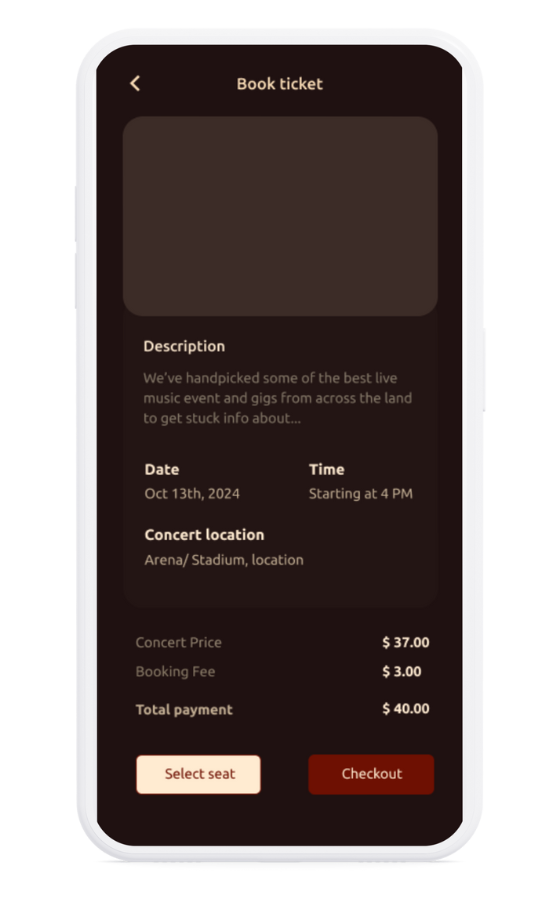 Book ticket
Description
We've handpicked some of the best live
music event and gigs from across the land
to get stuck info about...
Date Time
Oct 13th, 2024 Starting at 4 PM
Concert location
Arena/ Stadium, location
Concert Price $ 37.00
Booking Fee $ 3.00
Total payment $ 40.00
Select seat Checkout